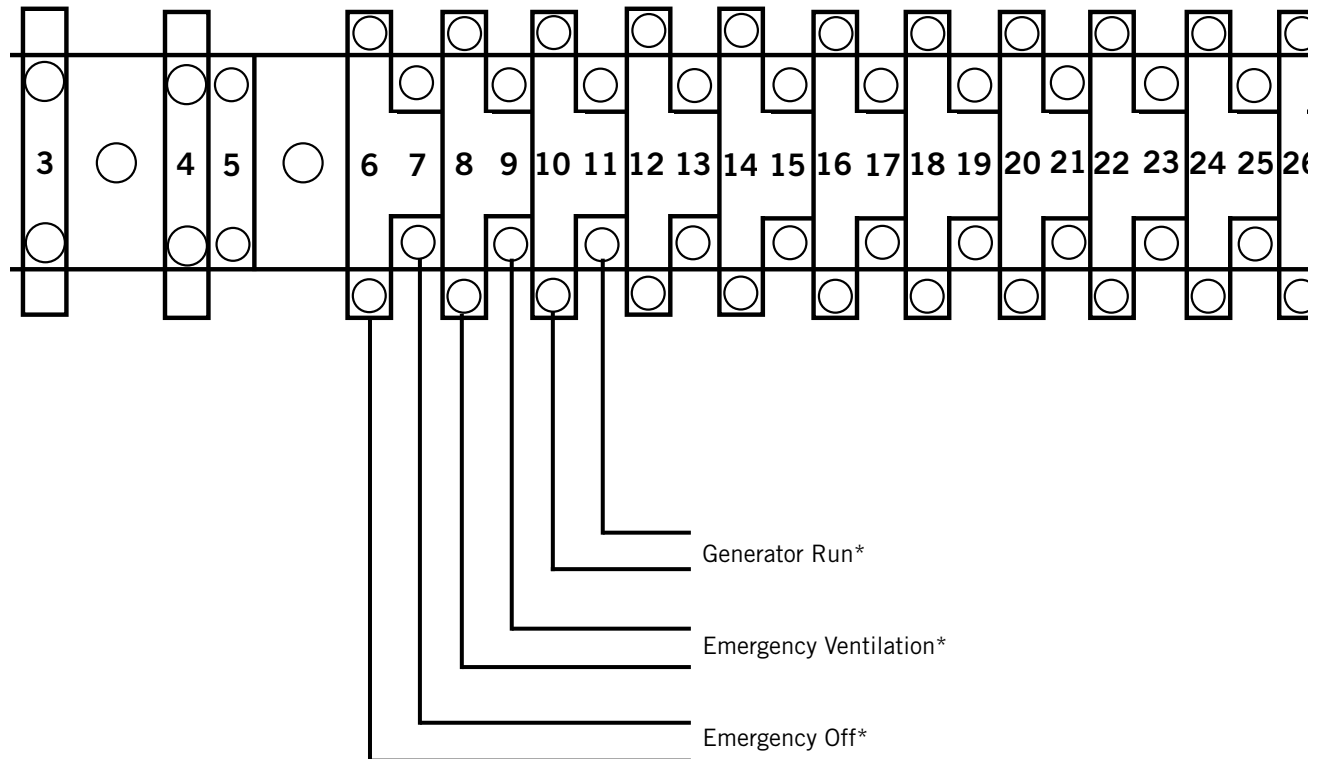 3 4 5 6 7 8 9 10 11 12 13 14 15 16 17 18 19 20 21 22 23 24 25 26
Generator Run*
Emergency Ventilation*
Emergency Off*